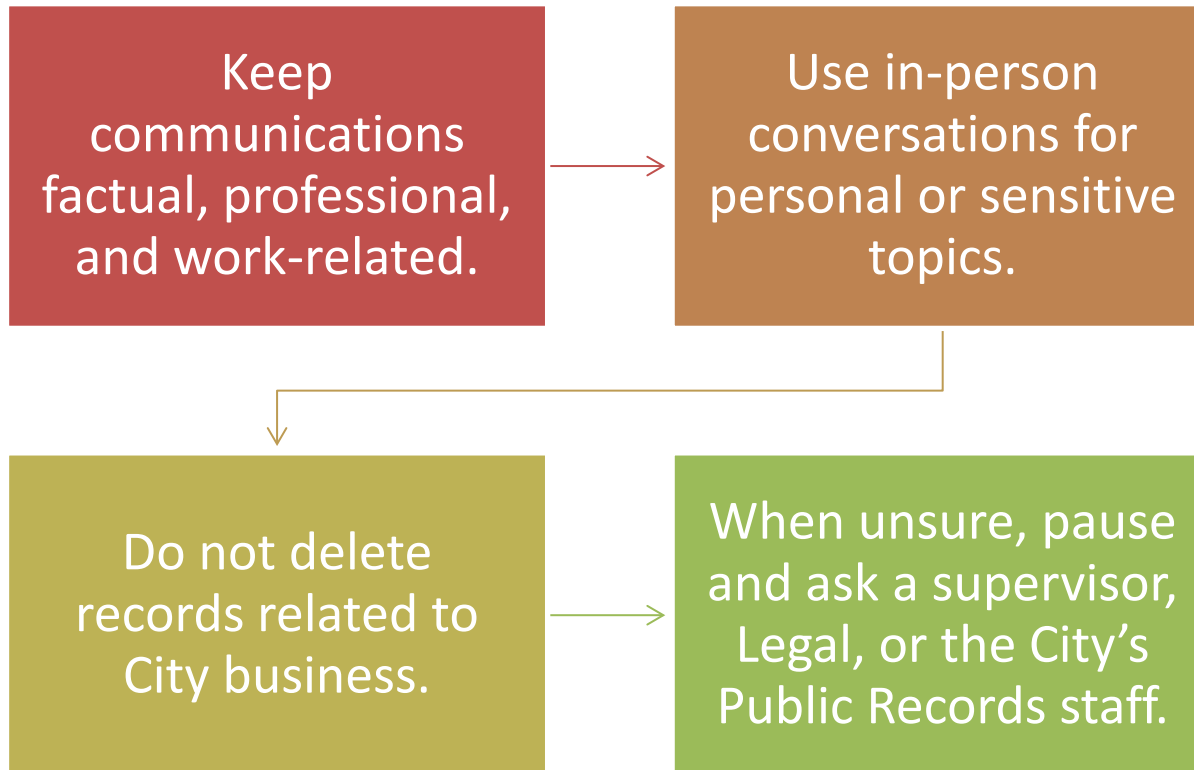 Keep
communications
factual, professional,
and work-related.
Use in-person
conversations for
personal or sensitive
topics.
Do not delete
records related to
City business.
When unsure, pause
and ask a supervisor,
Legal, or the City’s
Public Records staff.